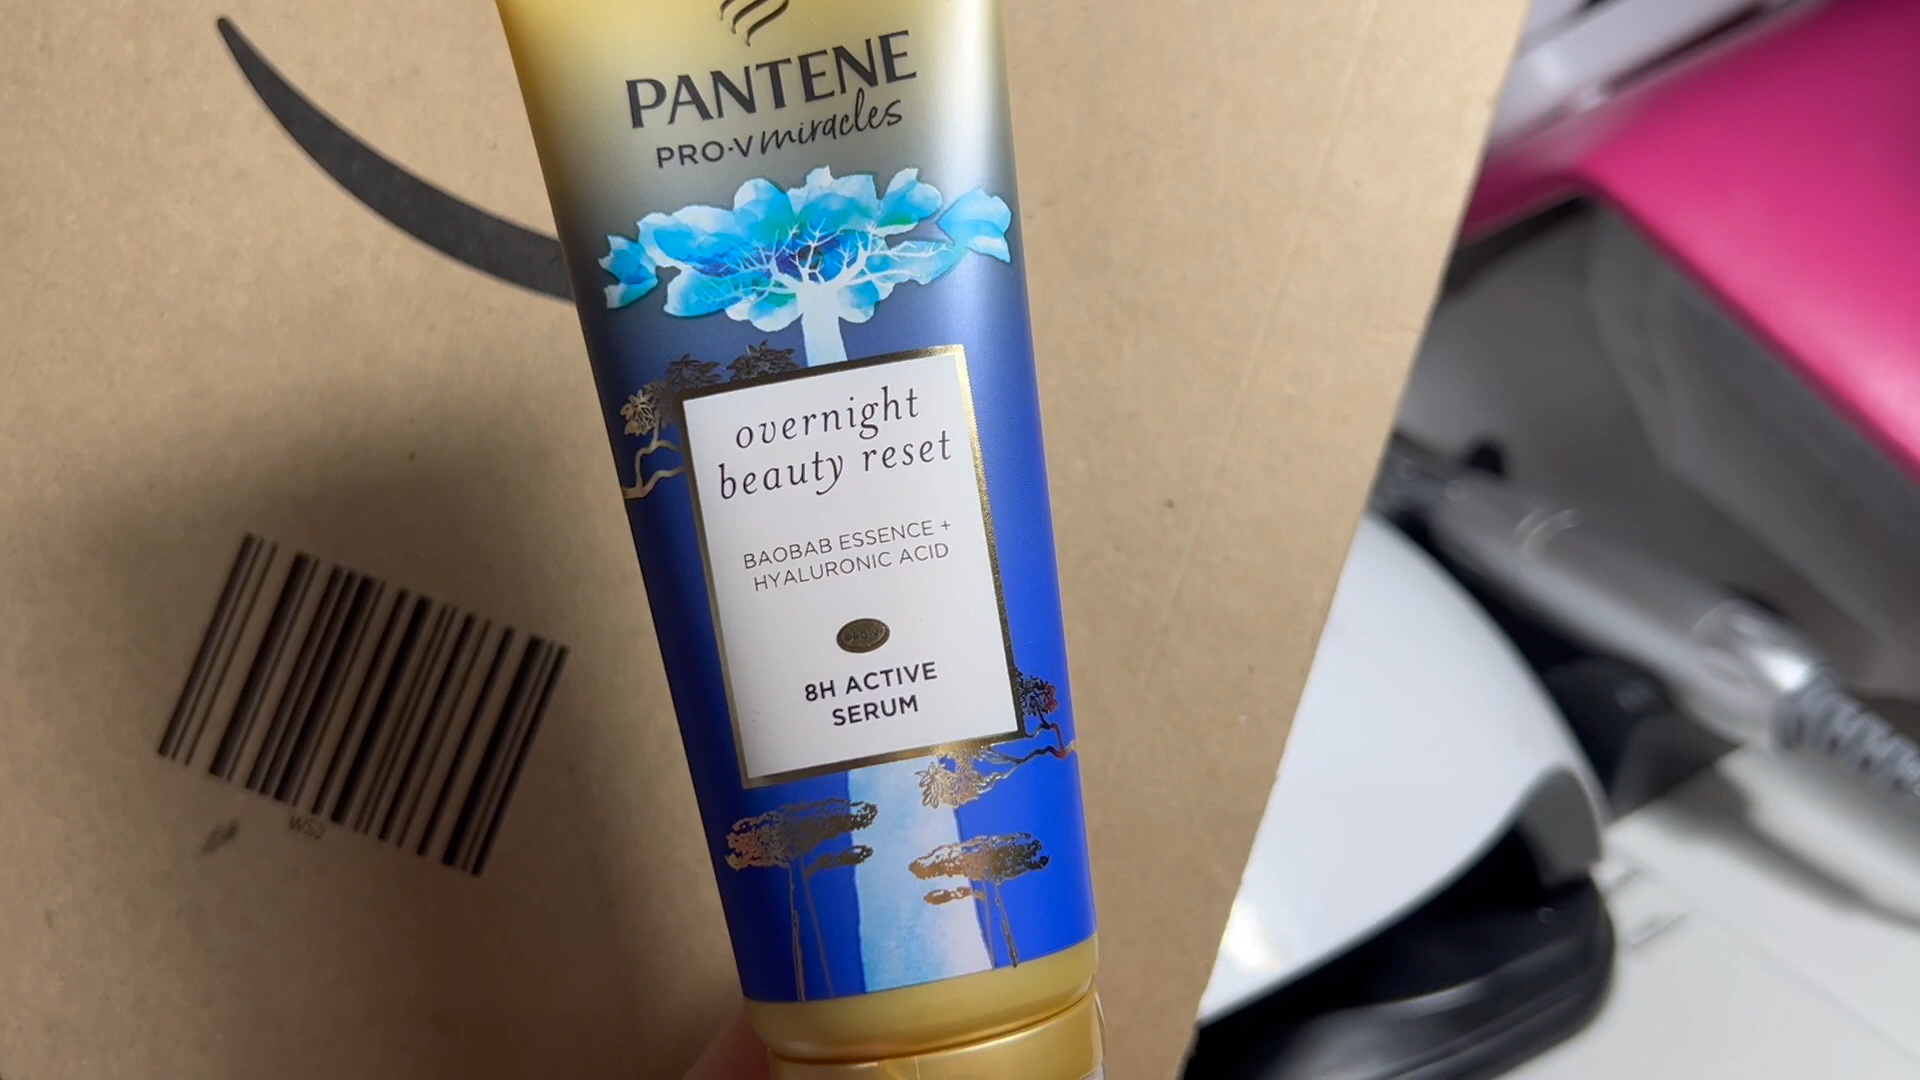 PANTENE
PRO-V miracles
overnight
beauty reset
BAOBAB ESSENCE +
HYALURONIC ACID
8H ACTIVE
SERUM